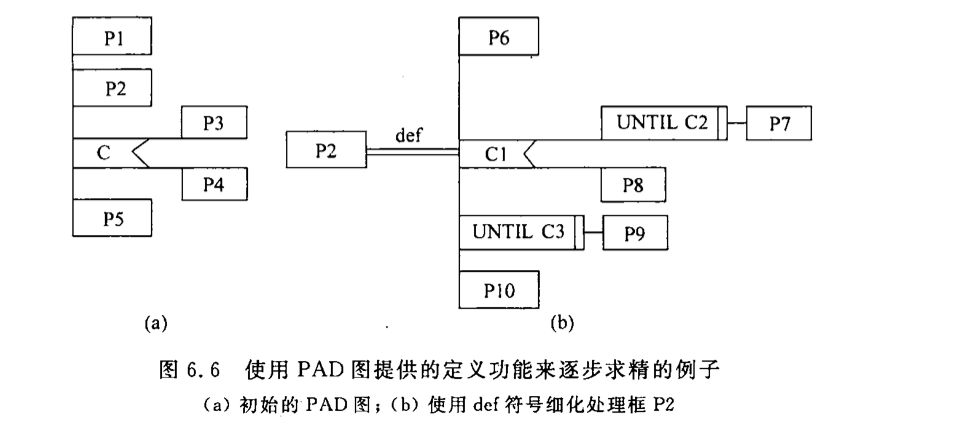 P1
P2
P3
C
P4
P5
(a)
P6
UNTIL C2
P7
P2
def
C1
P8
UNTIL C3
P9
P10
(b)
图 6.6 使用 PAD 图提供的定义功能来逐步求精的例子
(a) 初始的 PAD 图；(b) 使用 def 符号细化处理框 P2